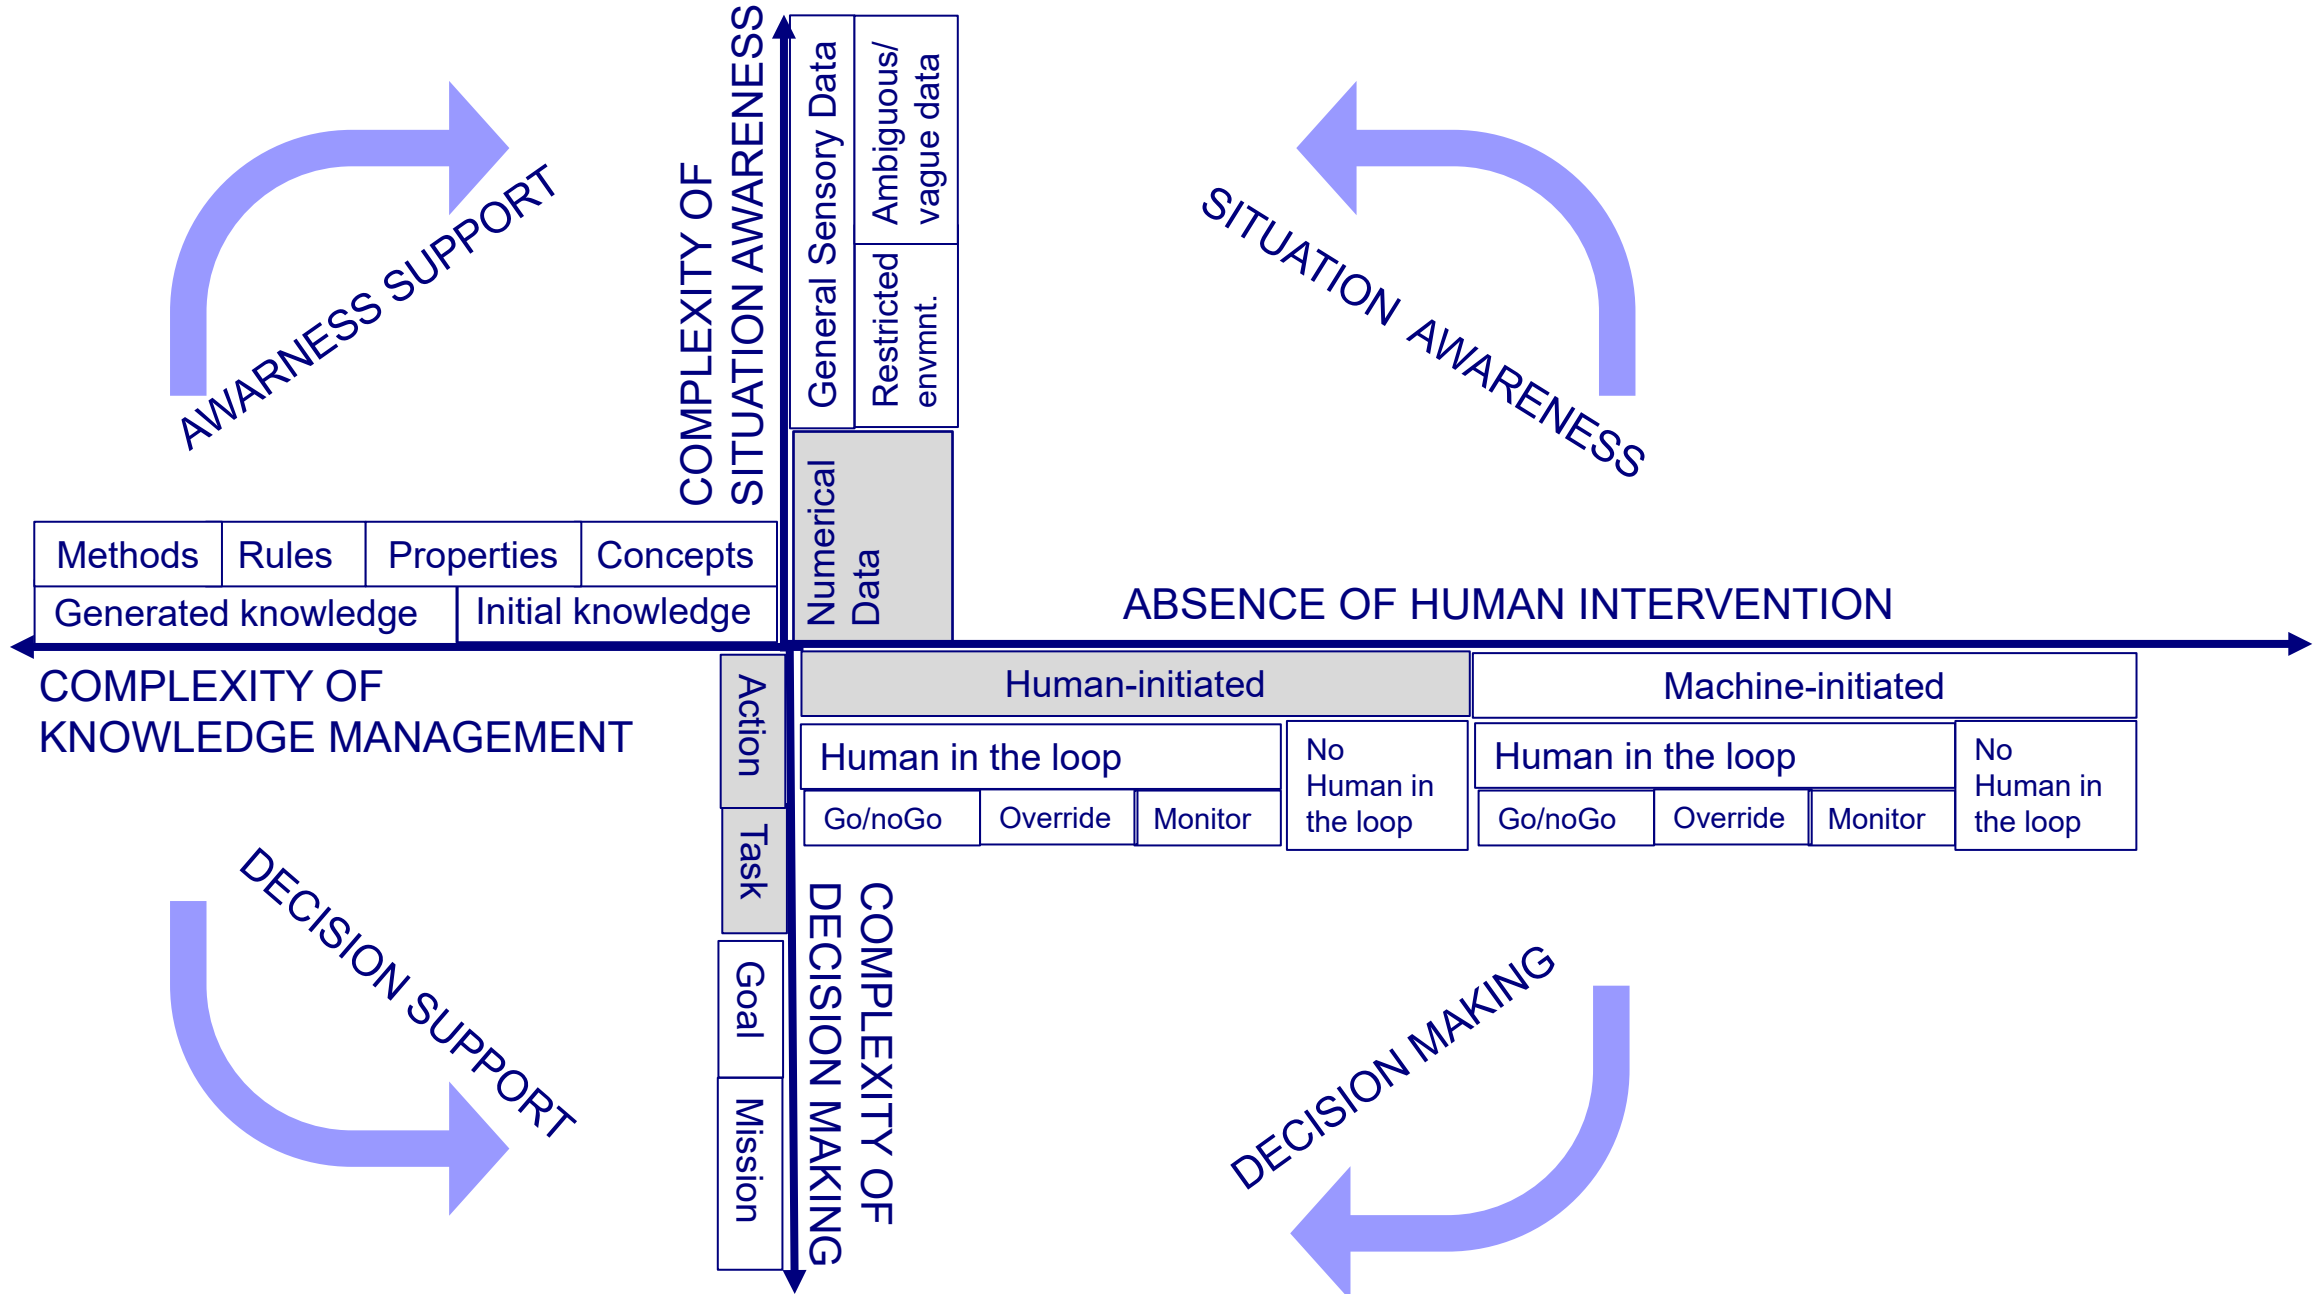 COMPLEXITY OF
SITUATION AWARENESS
General Sensory Data
Ambiguous/
vague data
Restricted
envmnt.
Numerical
Data
AWARNESS SUPPORT
SITUATION AWARENESS
Methods
Rules
Properties
Concepts
Generated knowledge
Initial knowledge
ABSENCE OF HUMAN INTERVENTION
COMPLEXITY OF
KNOWLEDGE MANAGEMENT
Action
Task
Goal
Mission
Human-initiated
Machine-initiated
Human in the loop
No
Human in
the loop
Go/noGo
Override
Monitor
Human in the loop
No
Human in
the loop
Go/noGo
Override
Monitor
COMPLEXITY OF
DECISION MAKING
DECISION SUPPORT
DECISION MAKING